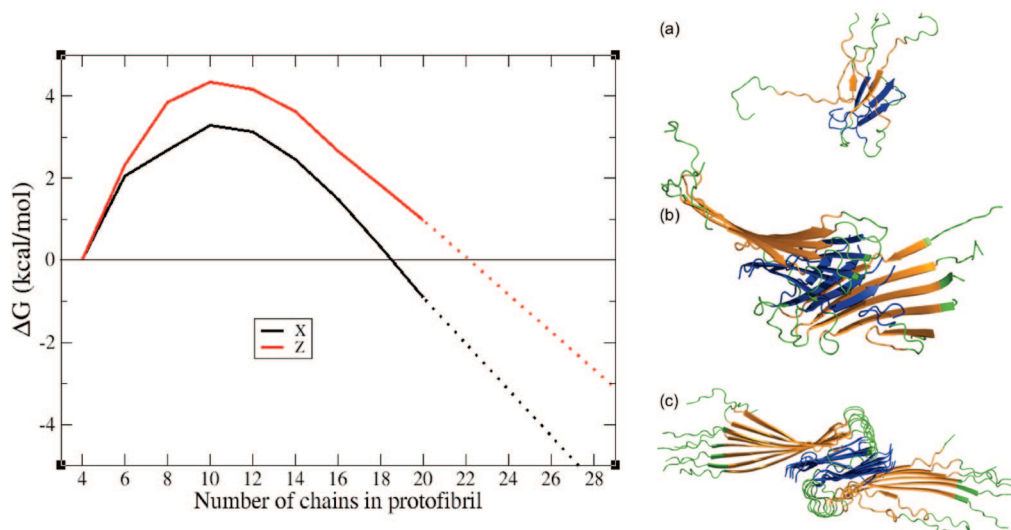 ΔG (kcal/mol)
4
2
0
-2
-4
X
Z
4 6 8 10 12 14 16 18 20 22 24 26 28
Number of chains in protofibril
(a)
(b)
(c)